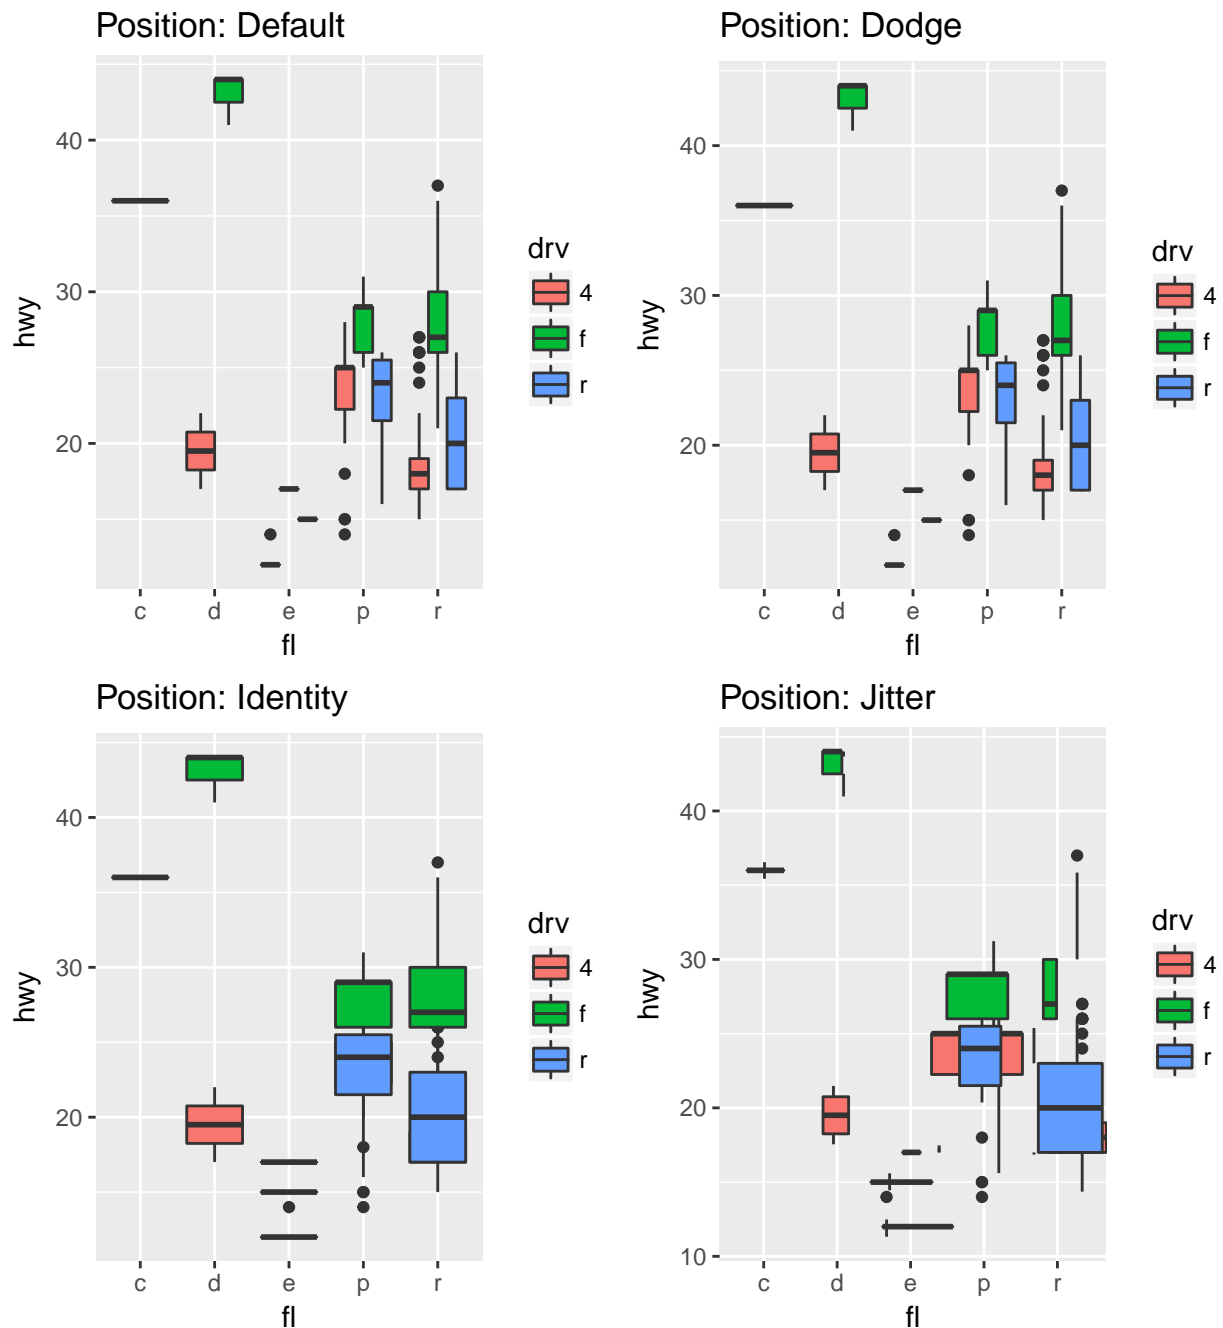 Position: Default
40
30
20
hwy
c d e p r
fl
drv
4
f
r
Position: Dodge
40
30
20
hwy
c d e p r
fl
drv
4
f
r
Position: Identity
40
30
20
hwy
c d e p r
fl
drv
4
f
r
Position: Jitter
40
30
20
10
hwy
c d e p r
fl
drv
4
f
r